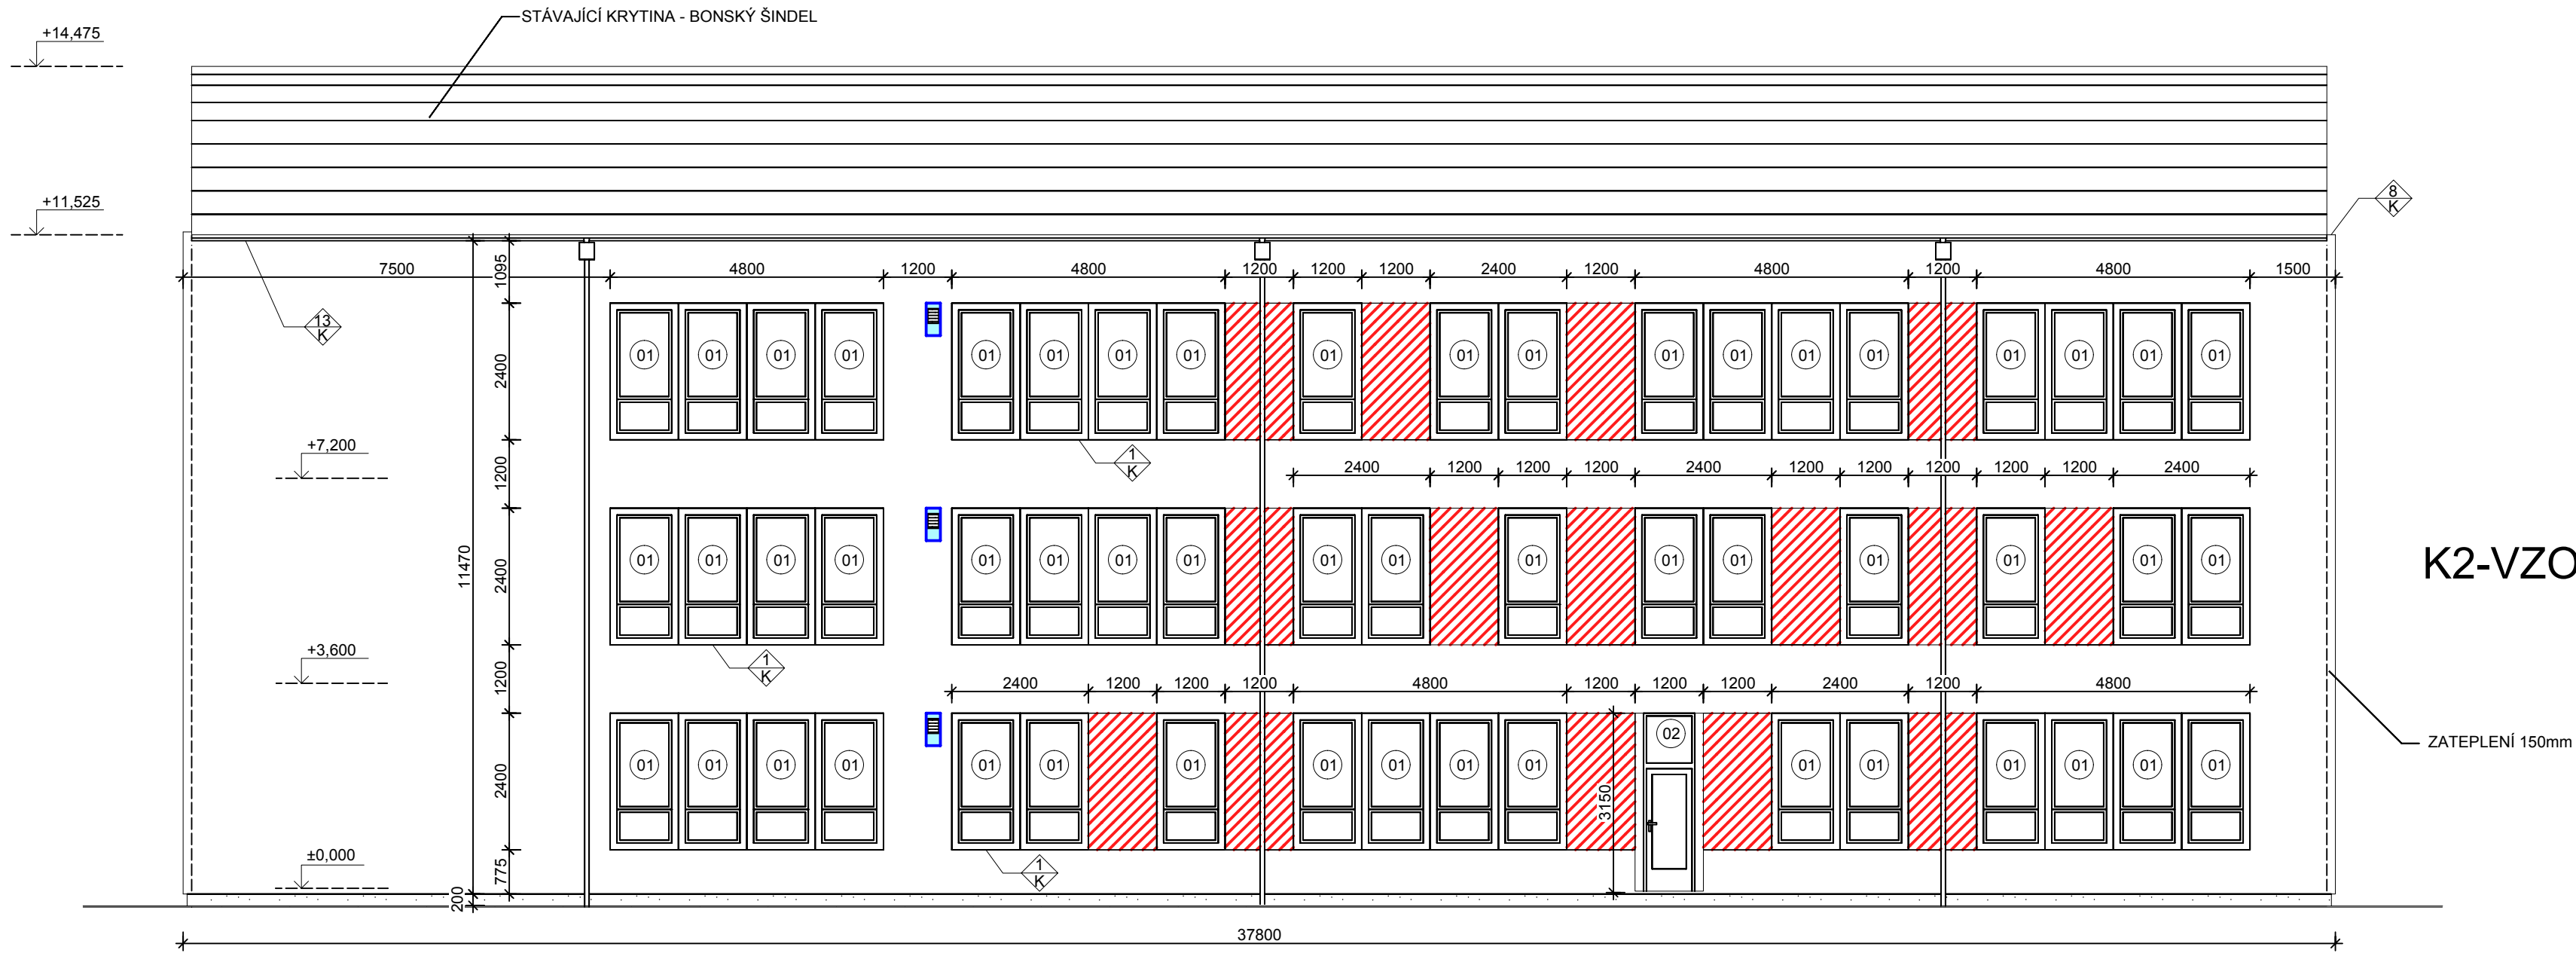 STÁVAJÍCÍ KRYTINA - BONSKÝ ŠINDEL
+14,475
+11,525
8
K
7500 4800 1200 4800 1200 1200 1200 2400 1200 4800 1200 4800 1500
1095
13
K
01 01 01 01 01 01 01 01 01 01 01 01 01 01 01 01 01 01 01
2400
+7,200
1
K
1200
2400 1200 1200 1200 2400 1200 1200 1200 1200 1200 2400
01 01 01 01 01 01 01 01 01 01 01 01 01 01 01 01 01
2400
11470
K2-VZO
+3,600
1
K
1200
2400 1200 1200 1200 4800 1200 1200 1200 2400 1200 4800
02
ZATEPLENÍ 150mm
01 01 01 01 01 01 01 01 01 01 01 01 01 01 01 01 01
2400
3150
±0,000
775
1
K
200
37800